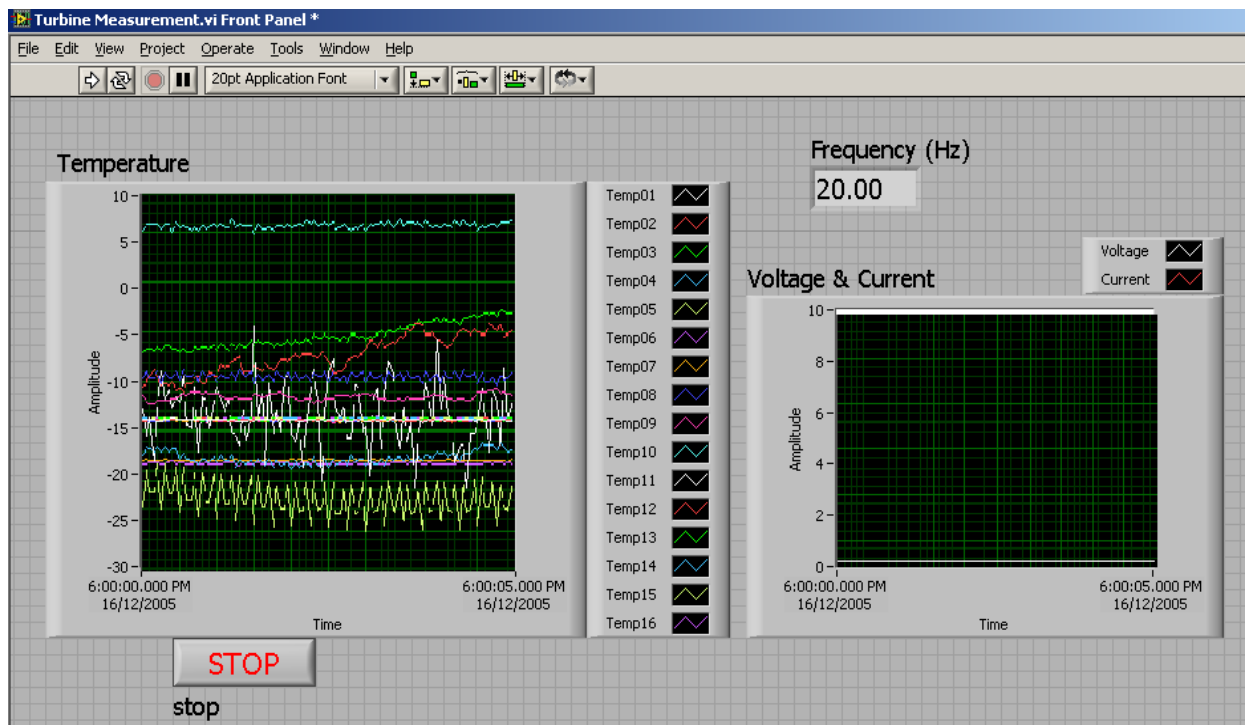 Turbine Measurement.vi Front Panel *
File Edit View Project Operate Tools Window Help
20pt Application Font
Temperature
10
5
0
-5
-10
-15
-20
-25
-30
Amplitude
6:00:00.000 PM
16/12/2005
6:00:05.000 PM
16/12/2005
Time
Temp01
Temp02
Temp03
Temp04
Temp05
Temp06
Temp07
Temp08
Temp09
Temp10
Temp11
Temp12
Temp13
Temp14
Temp15
Temp16
STOP
stop
Frequency (Hz)
20.00
Voltage & Current
Voltage
Current
10
8
6
4
2
0
Amplitude
6:00:00.000 PM
16/12/2005
6:00:05.000 PM
16/12/2005
Time